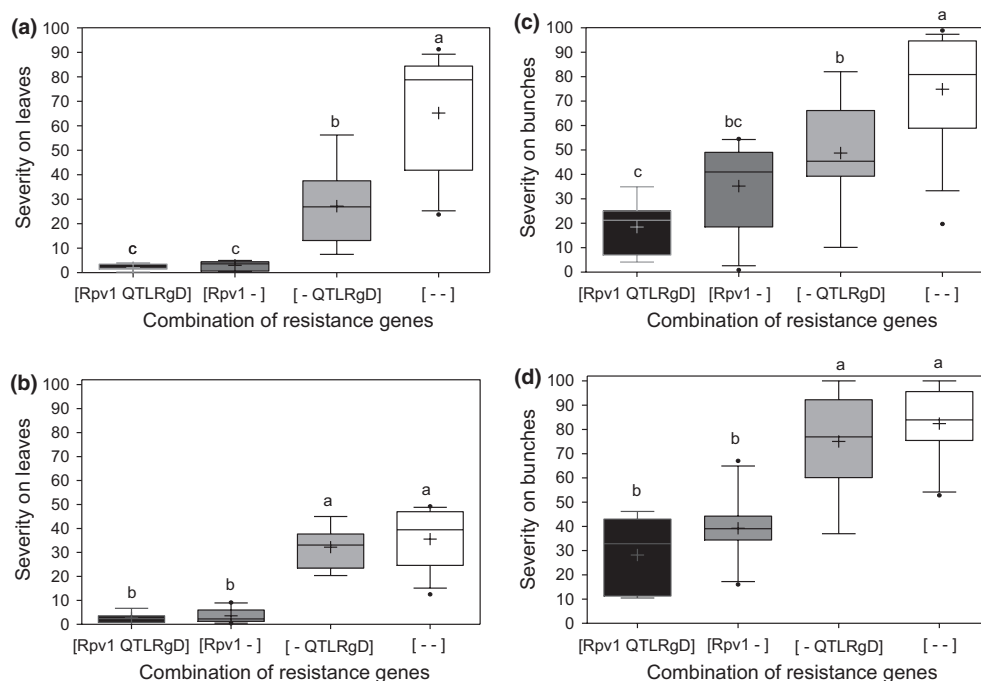 (a)
Severity on leaves
100
90
80
70
60
50
40
30
20
10
0
c
c
b
a
[Rpv1 QTLRgD] [Rpv1 -] [ - QTLRgD] [ - - ]
Combination of resistance genes
(c)
Severity on bunches
100
90
80
70
60
50
40
30
20
10
0
c
bc
b
a
[Rpv1 QTLRgD] [Rpv1 -] [ - QTLRgD] [ - - ]
Combination of resistance genes
(b)
Severity on leaves
100
90
80
70
60
50
40
30
20
10
0
b
b
a
a
[Rpv1 QTLRgD] [Rpv1 -] [ - QTLRgD] [ - - ]
Combination of resistance genes
(d)
Severity on bunches
100
90
80
70
60
50
40
30
20
10
0
b
b
a
a
[Rpv1 QTLRgD] [Rpv1 -] [ - QTLRgD] [ - - ]
Combination of resistance genes